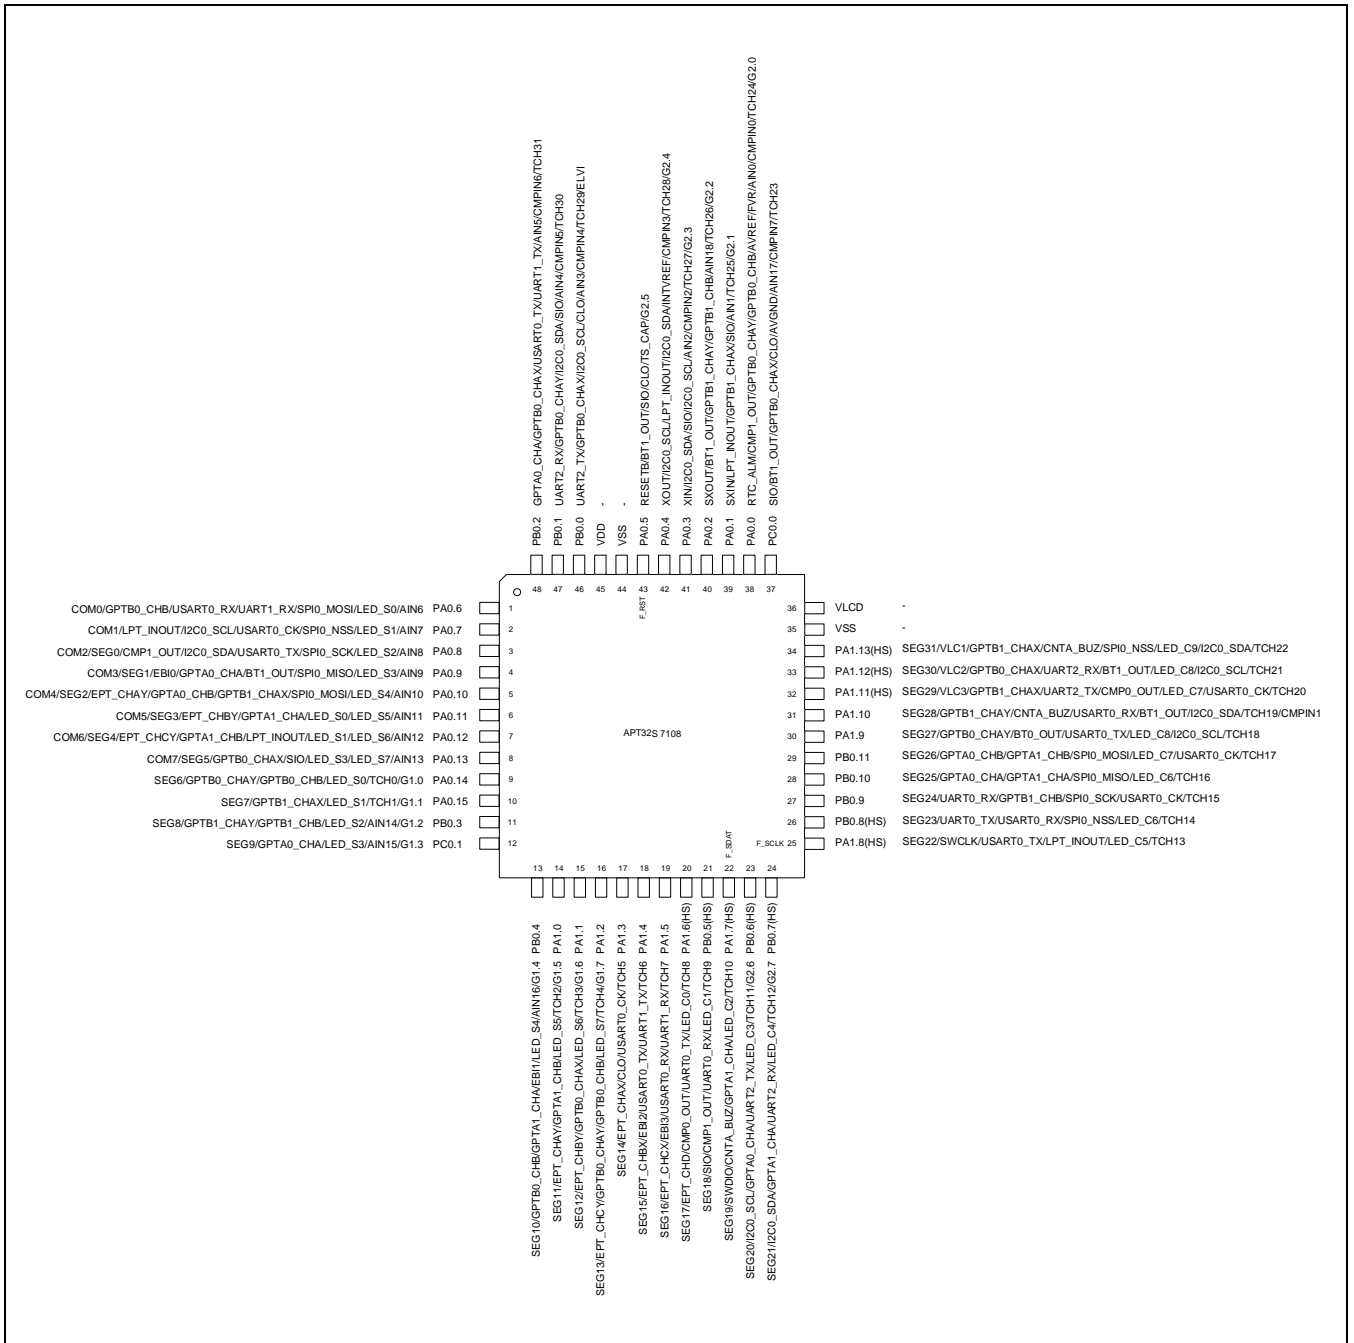 PB0.2 GPTA0_CHA/GPTB0_CHAX/USART0_TX/UART1_TX/AIN5/CMPIN6/TCH31
PB0.1 UART2_RX/GPTB0_CHAY/I2C0_SDA/SIO/AIN4/CMPIN5/TCH30
PB0.0 UART2_TX/GPTB0_CHAX/I2C0_SCL/CLO/AIN3/CMPIN4/TCH29/ELVI
VDD -
VSS -
PA0.5 RESETB/BT1_OUT/SIO/CLO/TS_CAP/G2.5
PA0.4 XOUT/I2C0_SCL/LPT_INOUT/I2C0_SDA/INTVREF/CMPIN3/TCH28/G2.4
PA0.3 XIN/I2C0_SDA/SIO/I2C0_SCL/AIN2/CMPIN2/TCH27/G2.3
PA0.2 SXOUT/BT1_OUT/GPTB1_CHAY/GPTB1_CHB/AIN18/TCH26/G2.2
PA0.1 SXIN/LPT_INOUT/GPTB1_CHAX/SIO/AIN1/TCH25/G2.1
PA0.0 RTC_ALM/CMP1_OUT/GPTB0_CHAY/GPTB0_CHB/AVREF/FVR/AIN0/CMPIN0/TCH24/G2.0
PC0.0 SIO/BT1_OUT/GPTB0_CHAX/CLO/AVGND/AIN17/CMPIN7/TCH23
48 47 46 45 44 43 42 41 40 39 38 37
F_RST
COM0/GPTB0_CHB/USART0_RX/UART1_RX/SPI0_MOSI/LED_S0/AIN6 PA0.6 1
COM1/LPT_INOUT/I2C0_SCL/USART0_CK/SPI0_NSS/LED_S1/AIN7 PA0.7 2
COM2/SEG0/CMP1_OUT/I2C0_SDA/USART0_TX/SPI0_SCK/LED_S2/AIN8 PA0.8 3
COM3/SEG1/EBI0/GPTA0_CHA/BT1_OUT/SPI0_MISO/LED_S3/AIN9 PA0.9 4
COM4/SEG2/EPT_CHAY/GPTA0_CHB/GPTB1_CHAX/SPI0_MOSI/LED_S4/AIN10 PA0.10 5
COM5/SEG3/EPT_CHBY/GPTA1_CHA/LED_S0/LED_S5/AIN11 PA0.11 6
COM6/SEG4/EPT_CHCY/GPTA1_CHB/LPT_INOUT/LED_S1/LED_S6/AIN12 PA0.12 7
COM7/SEG5/GPTB0_CHAX/SIO/LED_S3/LED_S7/AIN13 PA0.13 8
SEG6/GPTB0_CHAY/GPTB0_CHB/LED_S0/TCH0/G1.0 PA0.14 9
SEG7/GPTB1_CHAX/LED_S1/TCH1/G1.1 PA0.15 10
SEG8/GPTB1_CHAY/GPTB1_CHB/LED_S2/AIN14/G1.2 PB0.3 11
SEG9/GPTA0_CHA/LED_S3/AIN15/G1.3 PC0.1 12
APT32S7108
36 VLCD -
35 VSS -
34 PA1.13(HS) SEG31/VLC1/GPTB1_CHAX/CNTA_BUZ/SPI0_NSS/LED_C9/I2C0_SDA/TCH22
33 PA1.12(HS) SEG30/VLC2/GPTB0_CHAX/UART2_RX/BT1_OUT/LED_C8/I2C0_SCL/TCH21
32 PA1.11(HS) SEG29/VLC3/GPTB1_CHAX/UART2_TX/CMP0_OUT/LED_C7/USART0_CK/TCH20
31 PA1.10 SEG28/GPTB1_CHAY/CNTA_BUZ/USART0_RX/BT1_OUT/I2C0_SDA/TCH19/CMPIN1
30 PA1.9 SEG27/GPTB0_CHAY/BT0_OUT/USART0_TX/LED_C8/I2C0_SCL/TCH18
29 PB0.11 SEG26/GPTA0_CHB/GPTA1_CHB/SPI0_MOSI/LED_C7/USART0_CK/TCH17
28 PB0.10 SEG25/GPTA0_CHA/GPTA1_CHA/SPI0_MISO/LED_C6/TCH16
27 PB0.9 SEG24/UART0_RX/GPTB1_CHB/SPI0_SCK/USART0_CK/TCH15
26 PB0.8(HS) SEG23/UART0_TX/USART0_RX/SPI0_NSS/LED_C6/TCH14
F_SCLK 25 PA1.8(HS) SEG22/SWCLK/USART0_TX/LPT_INOUT/LED_C5/TCH13
F_SDAT
13 14 15 16 17 18 19 20 21 22 23 24
SEG10/GPTB0_CHB/GPTA1_CHA/EBI1/LED_S4/AIN16/G1.4 PB0.4
SEG11/EPT_CHAY/GPTA1_CHB/LED_S5/TCH2/G1.5 PA1.0
SEG12/EPT_CHBY/GPTB0_CHAX/LED_S6/TCH3/G1.6 PA1.1
SEG13/EPT_CHCY/GPTB0_CHAY/GPTB0_CHB/LED_S7/TCH4/G1.7 PA1.2
SEG14/EPT_CHAX/CLO/USART0_CK/TCH5 PA1.3
SEG15/EPT_CHBX/EBI2/USART0_TX/UART1_TX/TCH6 PA1.4
SEG16/EPT_CHCX/EBI3/USART0_RX/UART1_RX/TCH7 PA1.5
SEG17/EPT_CHD/CMP0_OUT/UART0_TX/LED_C0/TCH8 PA1.6(HS)
SEG18/SIO/CMP1_OUT/UART0_RX/LED_C1/TCH9 PB0.5(HS)
SEG19/SWDIO/CNTA_BUZ/GPTA1_CHA/LED_C2/TCH10 PA1.7(HS)
SEG20/I2C0_SCL/GPTA0_CHA/UART2_TX/LED_C3/TCH11/G2.6 PB0.6(HS)
SEG21/I2C0_SDA/GPTA1_CHA/UART2_RX/LED_C4/TCH12/G2.7 PB0.7(HS)